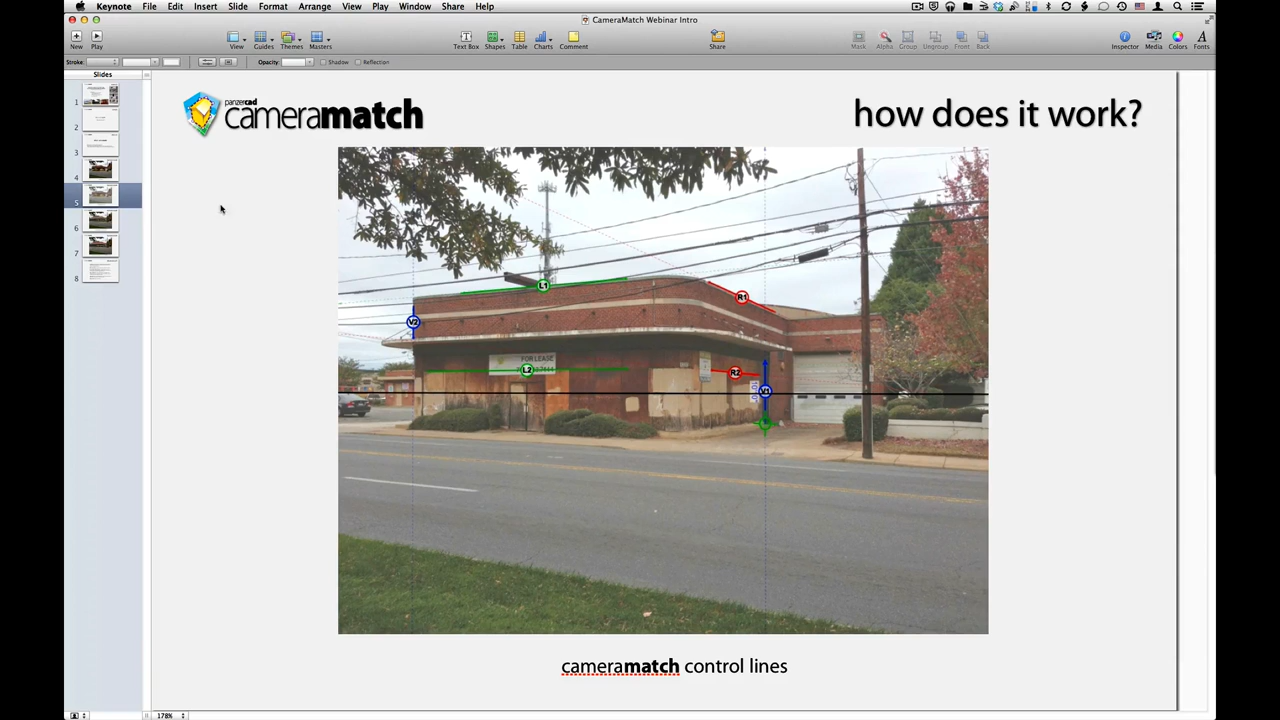 Keynote File Edit Insert Slide Format Arrange View Play Window Share Help
CameraMatch Webinar Intro
New Play View Guides Themes Masters Text Box Shapes Table Charts Comment Share Mask Alpha Group Ungroup Front Back Inspector Media Colors Fonts
Stroke: Opacity: Shadow Reflection
Slides
1
2
3
4
5
6
7
8
panzercad
cameramatch
how does it work?
L1
R1
V2
FOR LEASE
L2
R2
V1
cameramatch control lines
178%